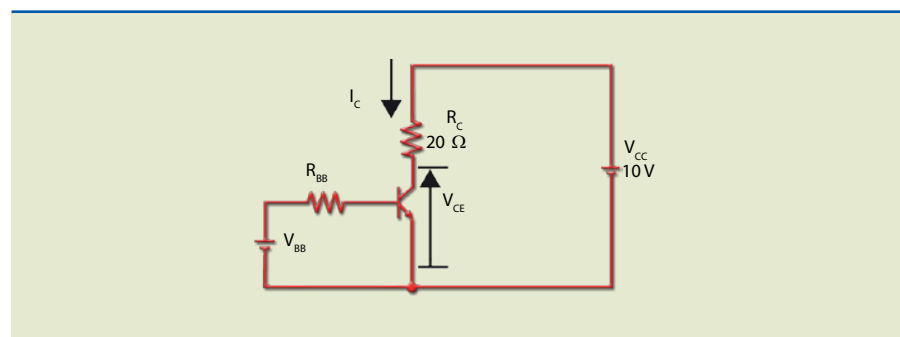 I_C
R_C
20 Ω
V_CC
10 V
R_BB
V_CE
V_BB